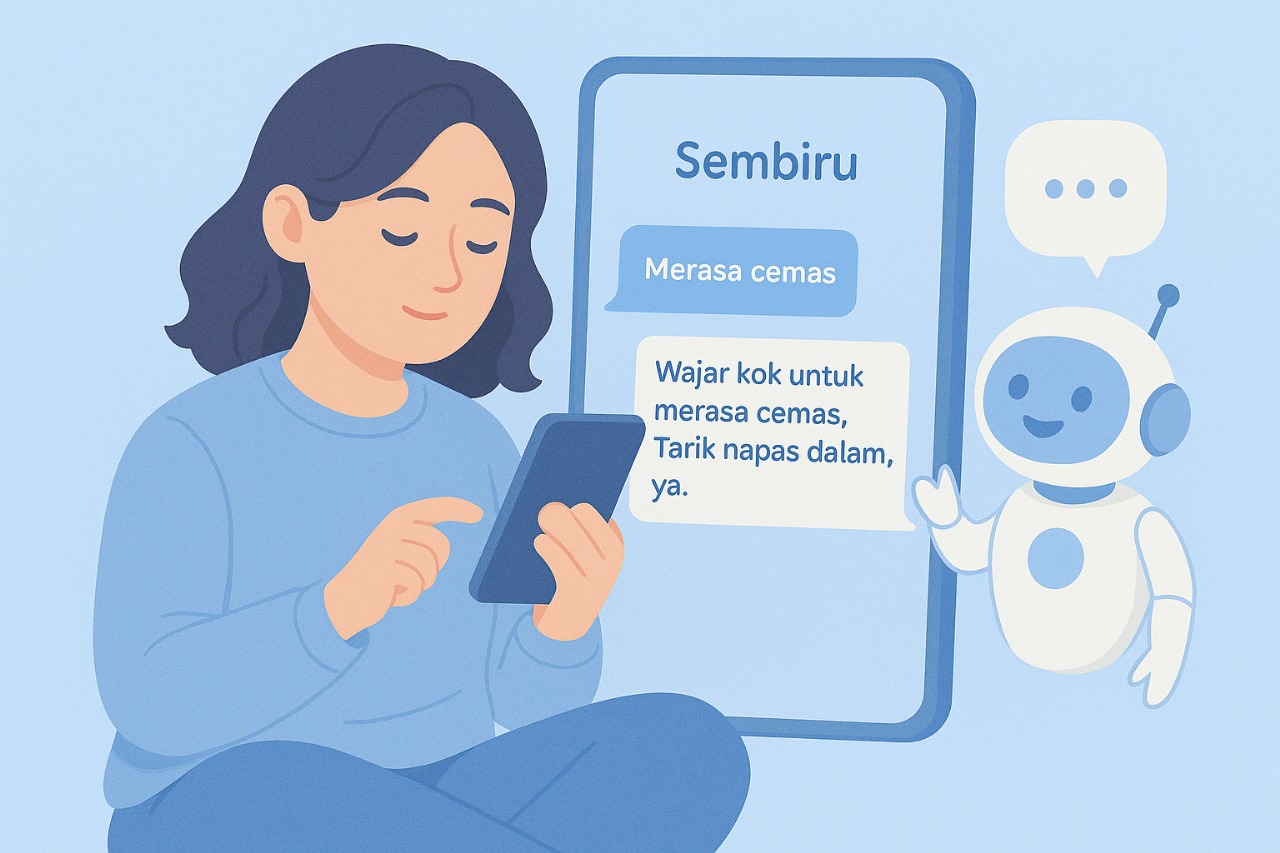 Sembiru
Merasa cemas
Wajar kok untuk
merasa cemas,
Tarik napas dalam,
ya.